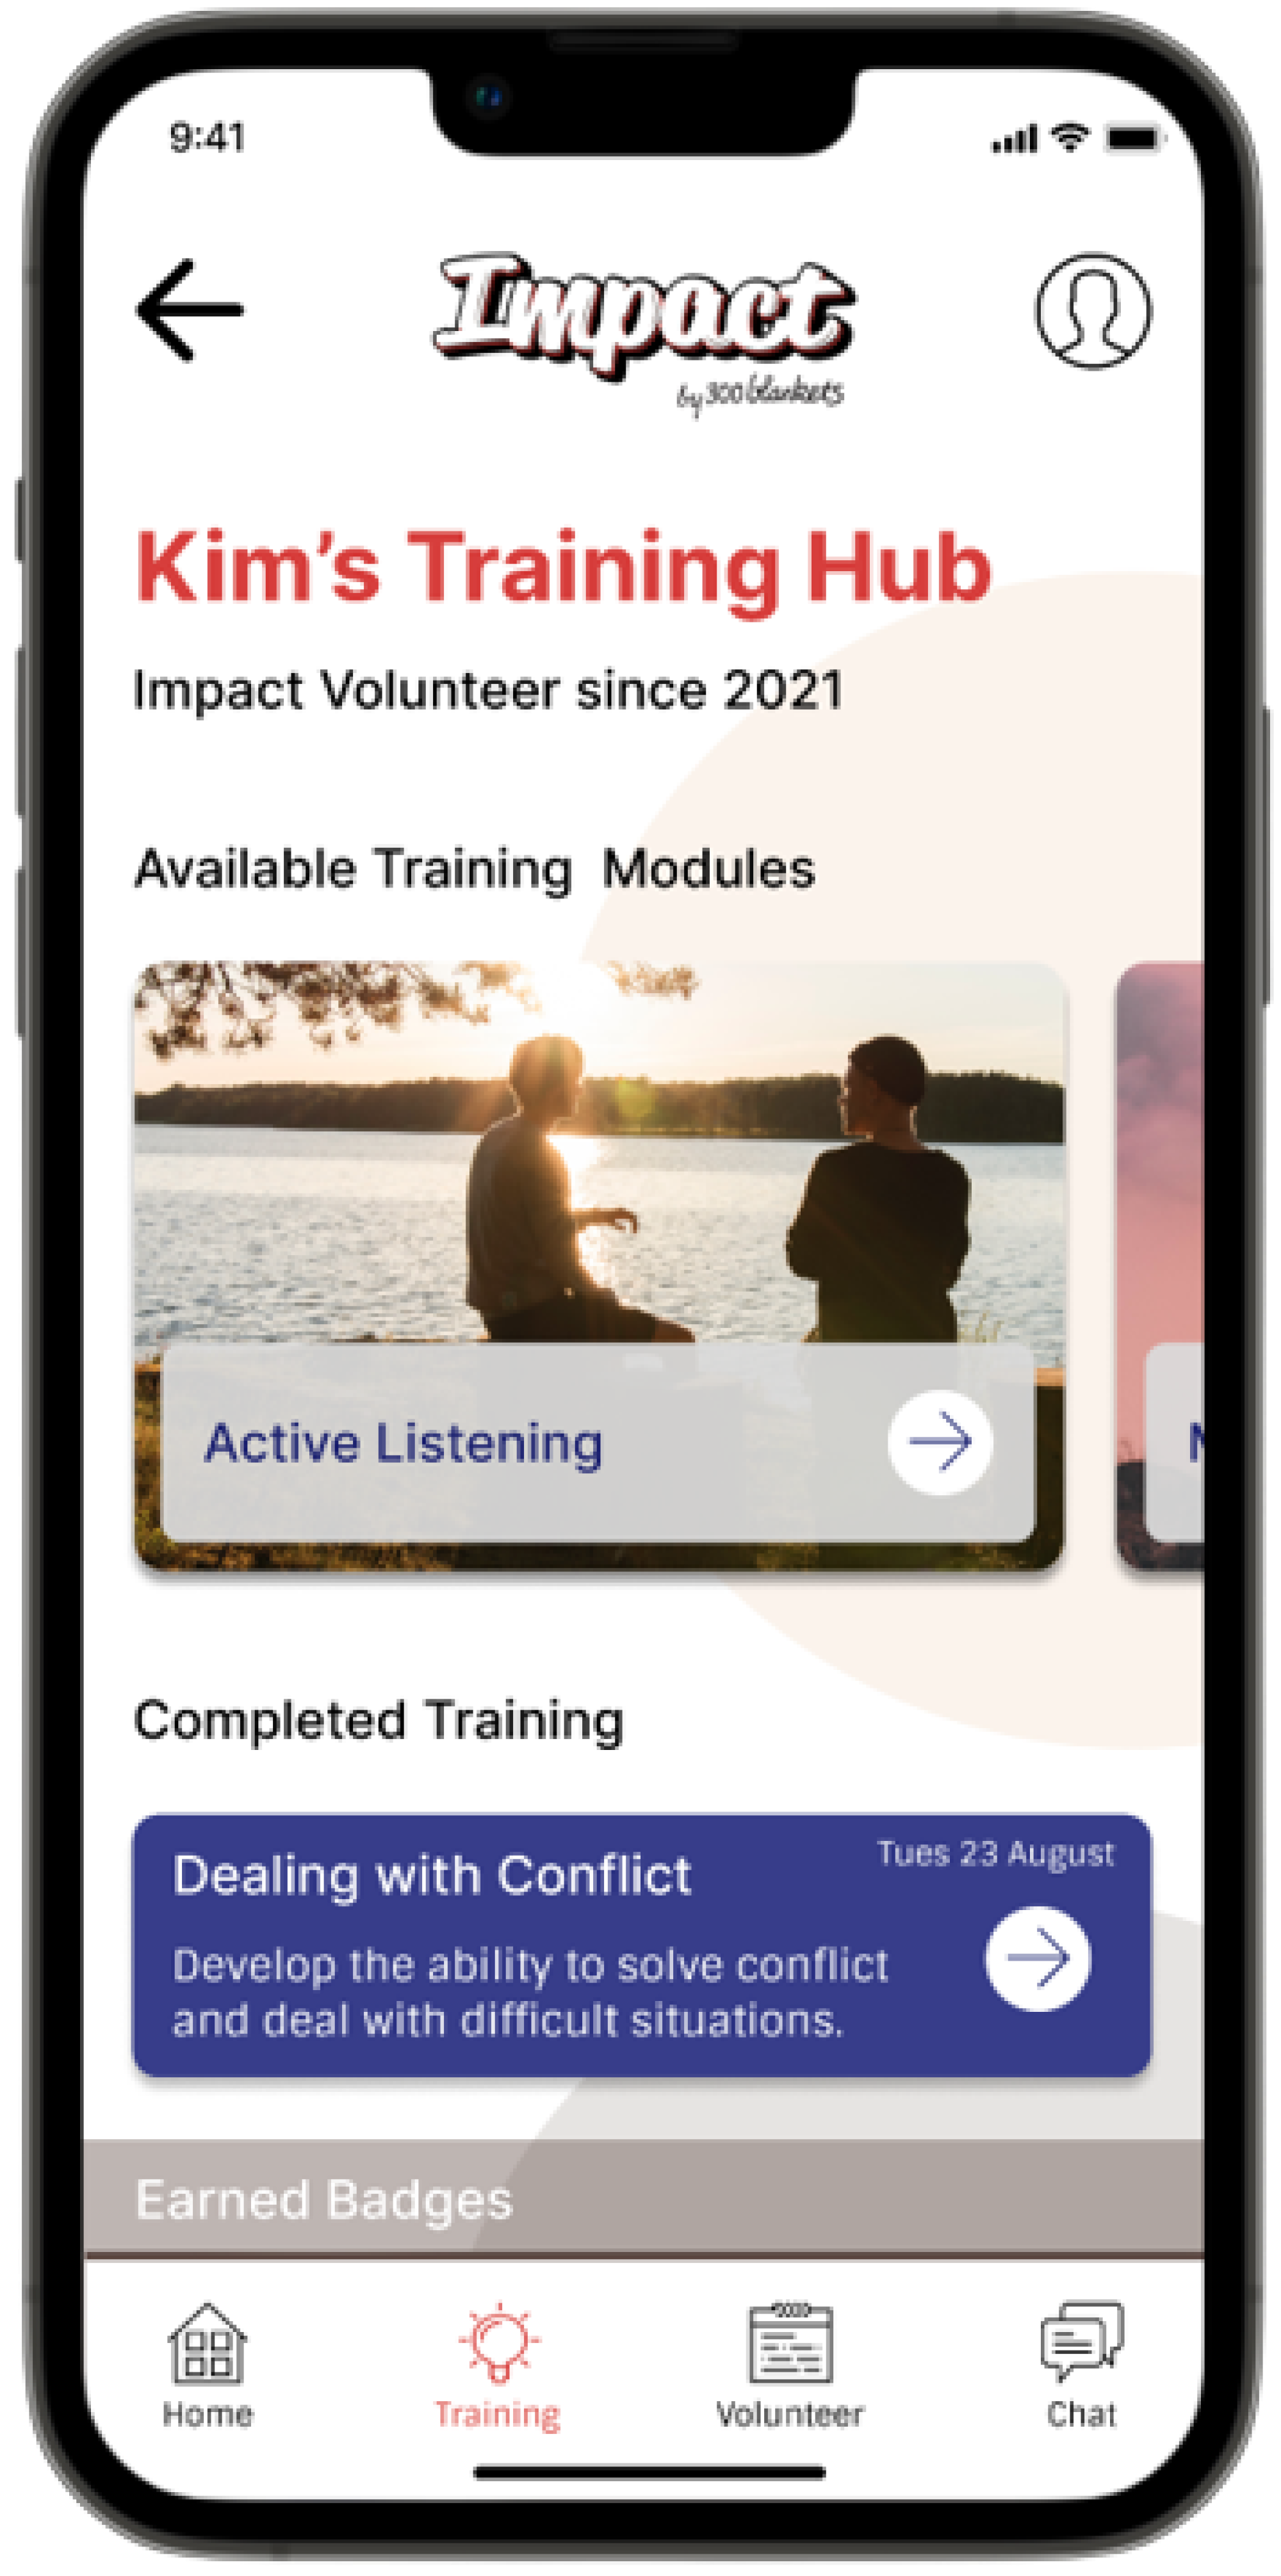 9:41
Impact
by 300 blankets
Kim's Training Hub
Impact Volunteer since 2021
Available Training  Modules
Active Listening
Completed Training
Dealing with Conflict
Tues 23 August
Develop the ability to solve conflict
and deal with difficult situations.
Earned Badges
Home
Training
Volunteer
Chat